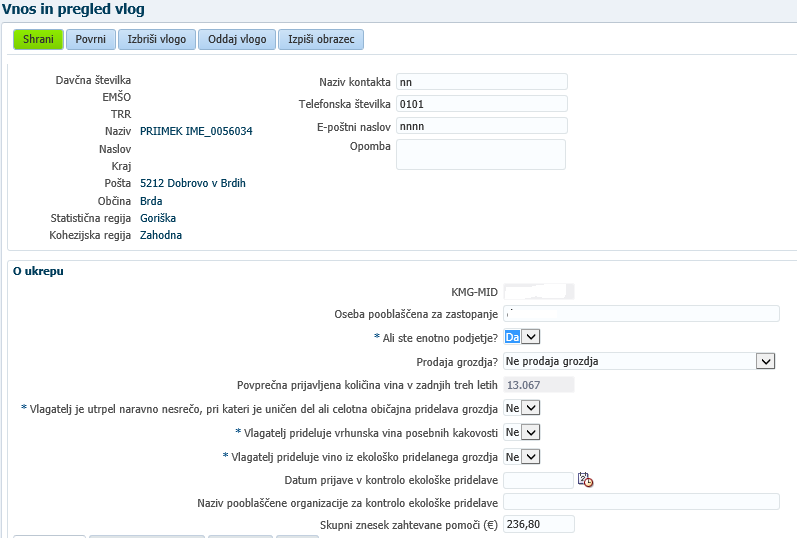 Vnos in pregled vlog
Shrani Povrni Izbriši vlogo Oddaj vlogo Izpiši obrazec
Davčna številka
EMŠO
TRR
Naziv PRIIMEK IME_0056034
Naslov
Kraj
Pošta 5212 Dobrovo v Brdih
Občina Brda
Statistična regija Goriška
Kohezijska regija Zahodna
Naziv kontakta nn
Telefonska številka 0101
E-poštni naslov nnnn
Opomba
O ukrepu
KMG-MID
Oseba pooblaščena za zastopanje
* Ali ste enotno podjetje? Da
Prodaja grozdja? Ne prodaja grozdja
Povprečna prijavljena količina vina v zadnjih treh letih 13.067
* Vlagatelj je utrpel naravno nesrečo, pri kateri je uničen del ali celotna običajna pridelava grozdja Ne
* Vlagatelj prideluje vrhunska vina posebnih kakovosti Ne
* Vlagatelj prideluje vino iz ekološko pridelanega grozdja Ne
Datum prijave v kontrolo ekološke pridelave
Naziv pooblaščene organizacije za kontrolo ekološke pridelave
Skupni znesek zahtevane pomoči (€) 236,80